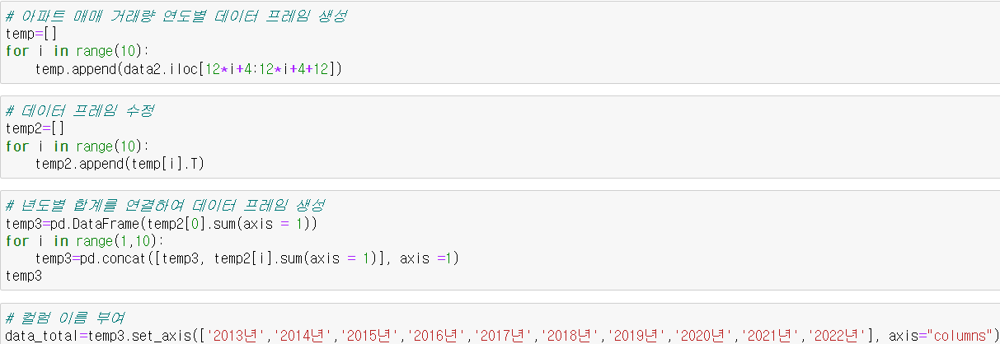 # 아파트 매매 거래량 연도별 데이터 프레임 생성
temp=[]
for i in range(10):
    temp.append(data2.iloc[12*i+4:12*i+4+12])
# 데이터 프레임 수정
temp2=[]
for i in range(10):
    temp2.append(temp[i].T)
# 년도별 합계를 연결하여 데이터 프레임 생성
temp3=pd.DataFrame(temp2[0].sum(axis = 1))
for i in range(1,10):
    temp3=pd.concat([temp3, temp2[i].sum(axis = 1)], axis =1)
temp3
# 컬럼 이름 부여
data_total=temp3.set_axis(['2013년','2014년','2015년','2016년','2017년','2018년','2019년','2020년','2021년','2022년'], axis="columns")